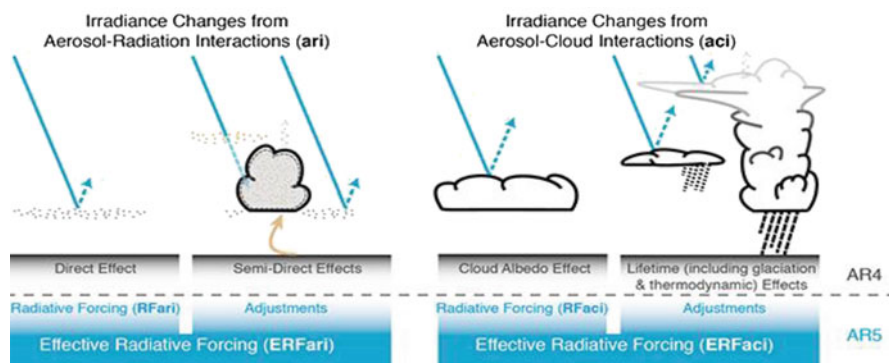 Irradiance Changes from
Aerosol-Radiation Interactions (ari)
Irradiance Changes from
Aerosol-Cloud Interactions (aci)
Direct Effect
Semi-Direct Effects
Cloud Albedo Effect
Lifetime (including glaciation
& thermodynamic) Effects
AR4
Radiative Forcing (RFari)
Adjustments
Radiative Forcing (RFaci)
Adjustments
AR5
Effective Radiative Forcing (ERFari)
Effective Radiative Forcing (ERFaci)